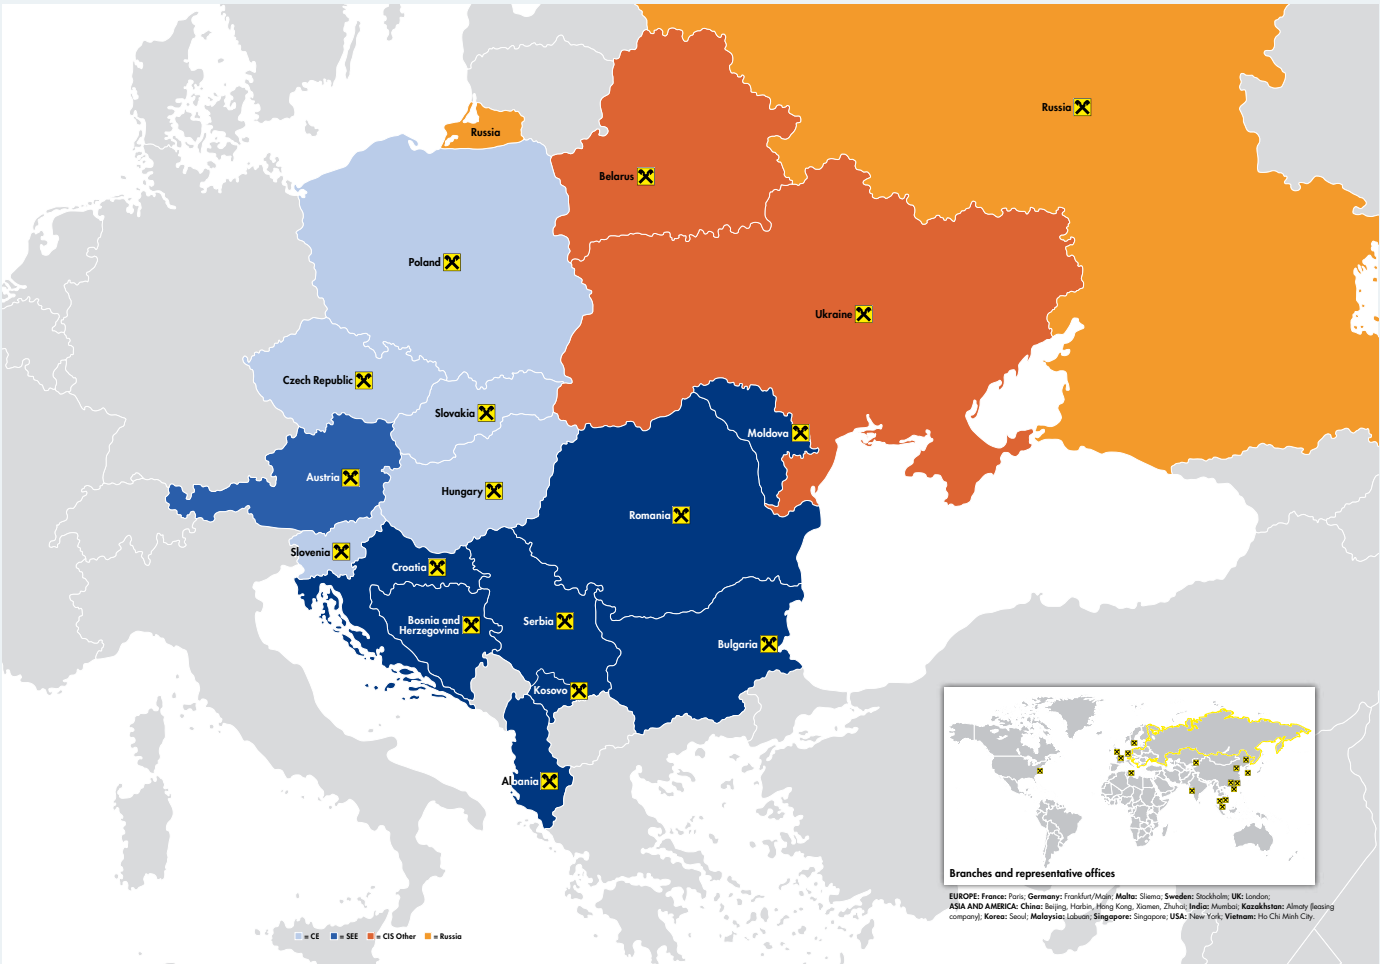 Russia
Russia
Belarus
Poland
Ukraine
Czech Republic
Slovakia
Moldova
Austria
Hungary
Romania
Slovenia
Croatia
Bosnia and
Herzegovina
Serbia
Bulgaria
Kosovo
Albania
Branches and representative offices
EUROPE: France: Paris; Germany: Frankfurt/Main; Malta: Sliema; Sweden: Stockholm; UK: London;
ASIA AND AMERICA: China: Beijing, Harbin, Hong Kong, Xiamen, Zhuhai; India: Mumbai; Kazakhstan: Almaty (leasing
company); Korea: Seoul; Malaysia: Labuan; Singapore: Singapore; USA: New York; Vietnam: Ho Chi Minh City.
= CE = SEE = CIS Other = Russia